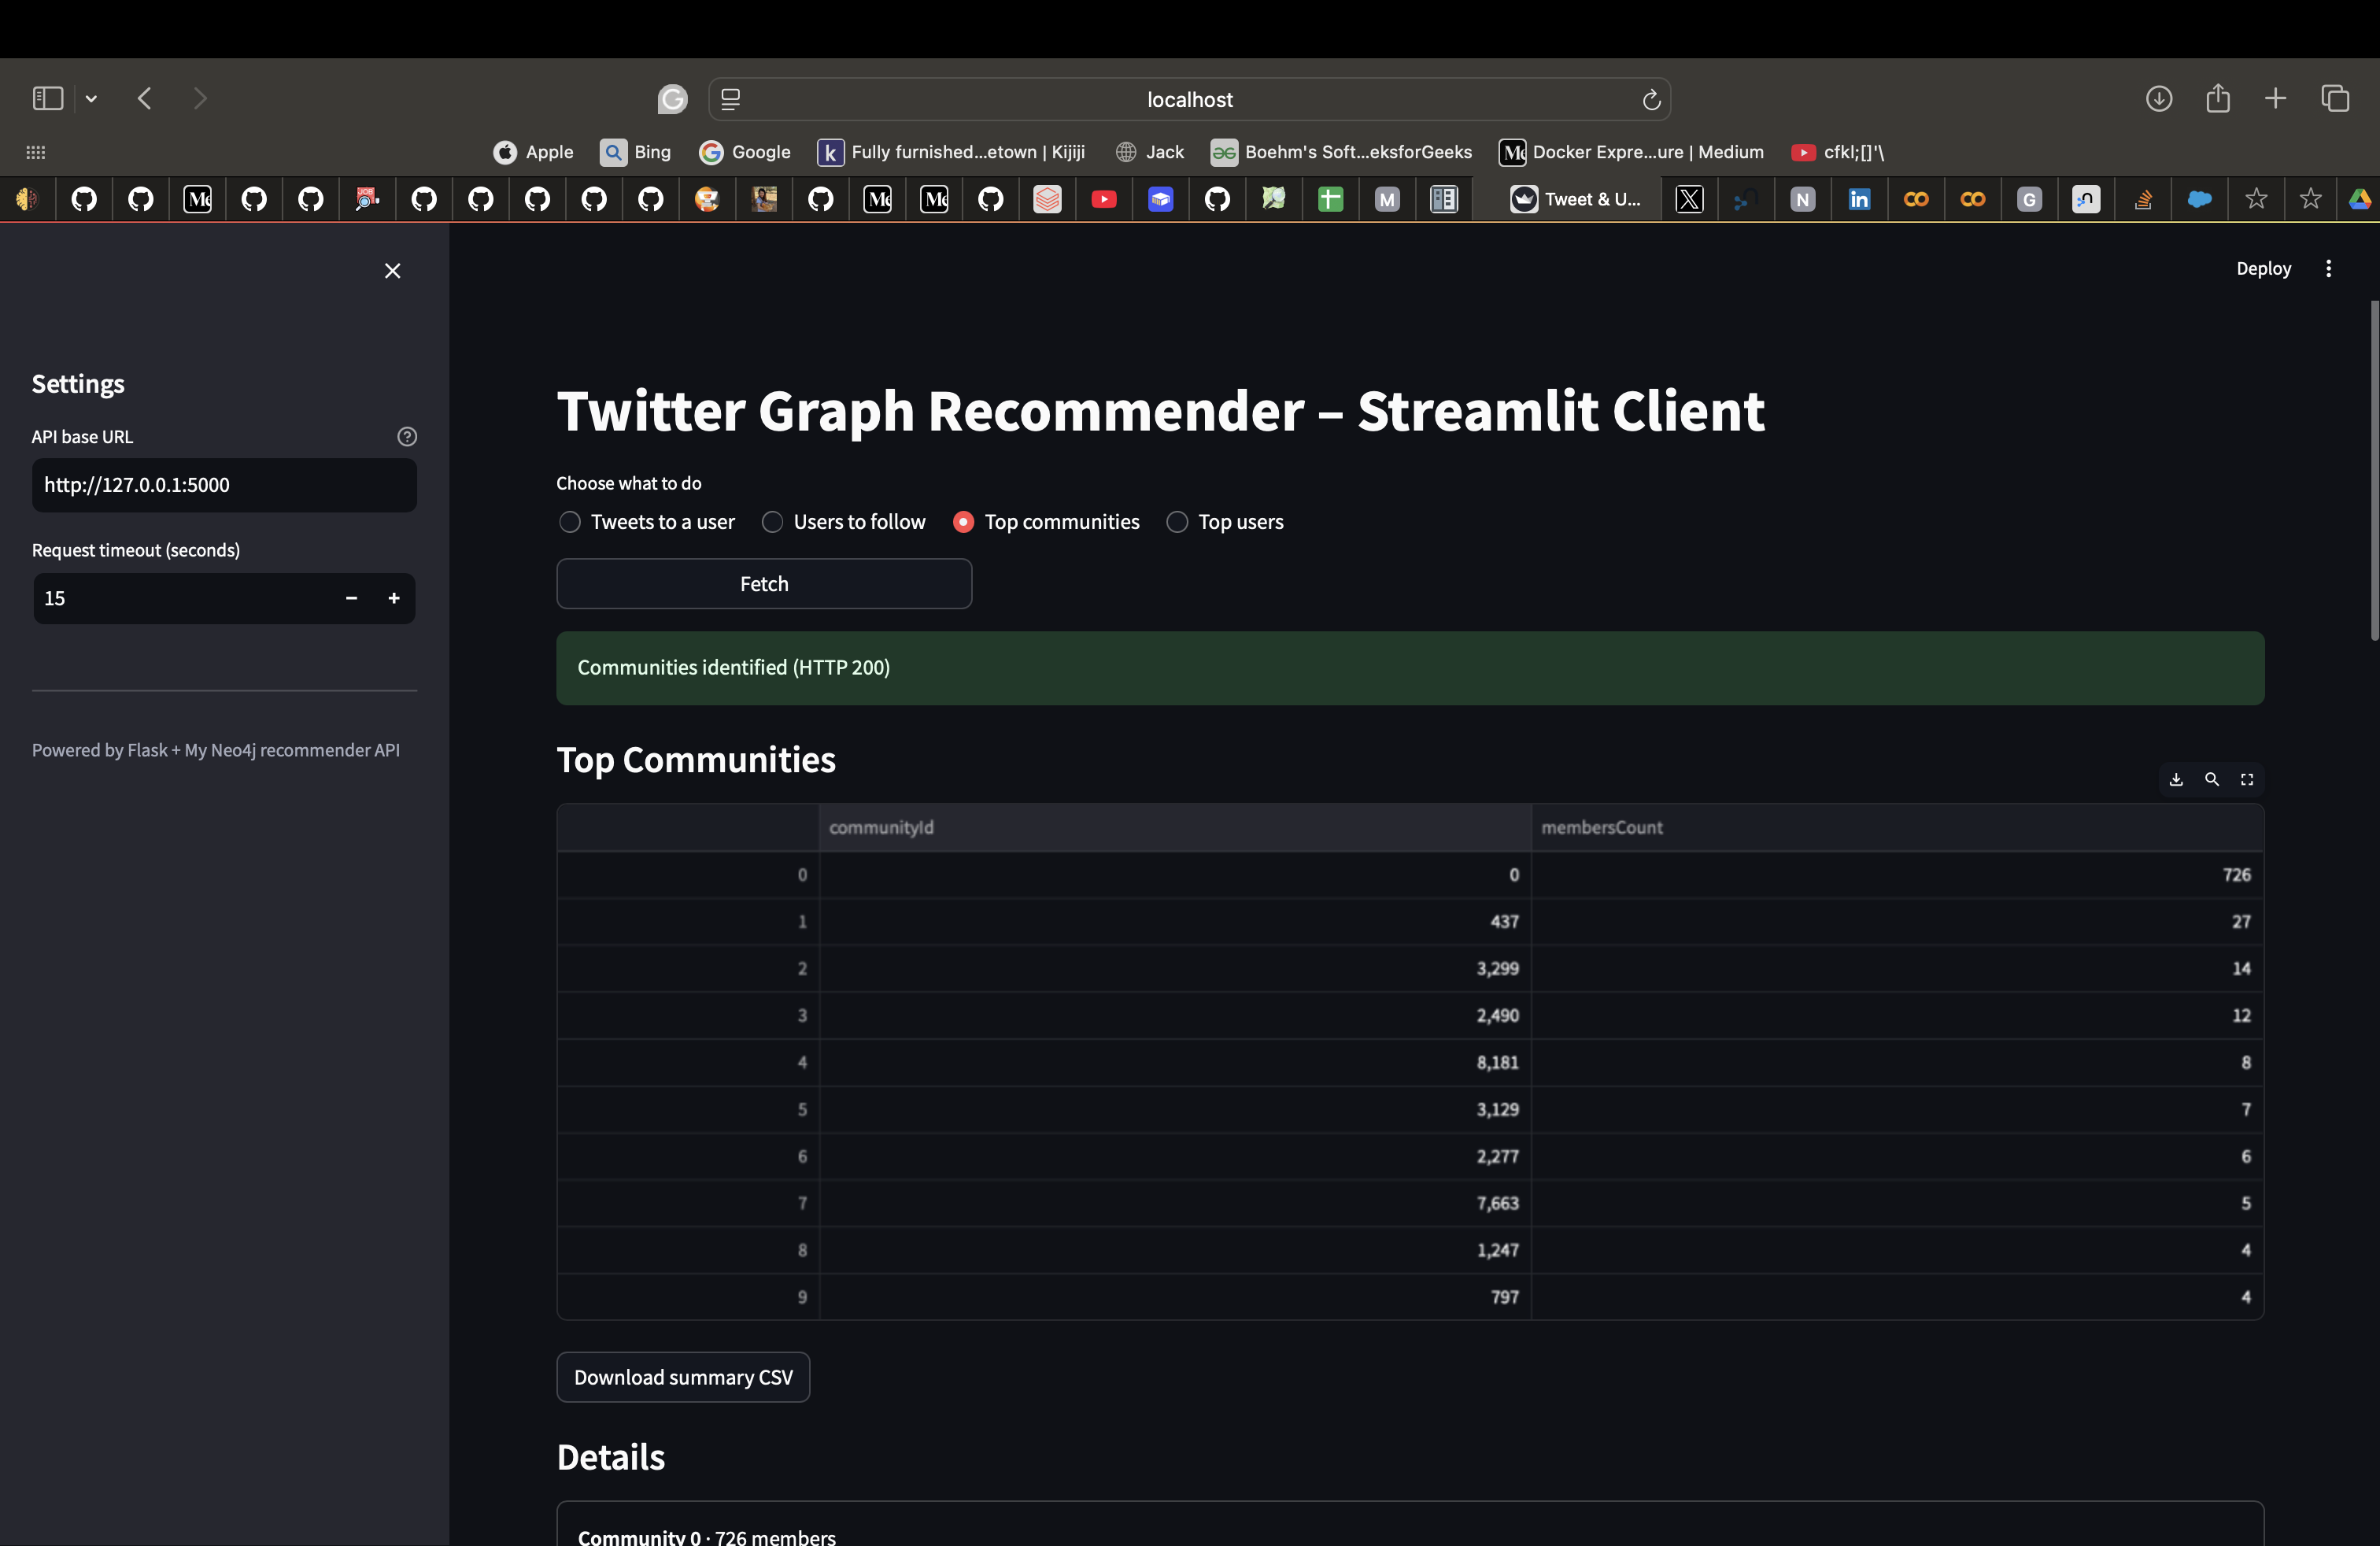 localhost
Apple
Bing
Google
Fully furnished...etown | Kijiji
Jack
Boehm's Soft...eksforGeeks
Docker Expre...ure | Medium
cfkl;[]'\
Tweet & U...
Deploy
Settings
API base URL
http://127.0.0.1:5000
Request timeout (seconds)
15
Powered by Flask + My Neo4j recommender API
Twitter Graph Recommender – Streamlit Client
Choose what to do
Tweets to a user Users to follow Top communities Top users
Fetch
Communities identified (HTTP 200)
Top Communities
communityId membersCount
0 0 726
1 437 27
2 3,299 14
3 2,490 12
4 8,181 8
5 3,129 7
6 2,277 6
7 7,663 5
8 1,247 4
9 797 4
Download summary CSV
Details
Community 0 · 726 members